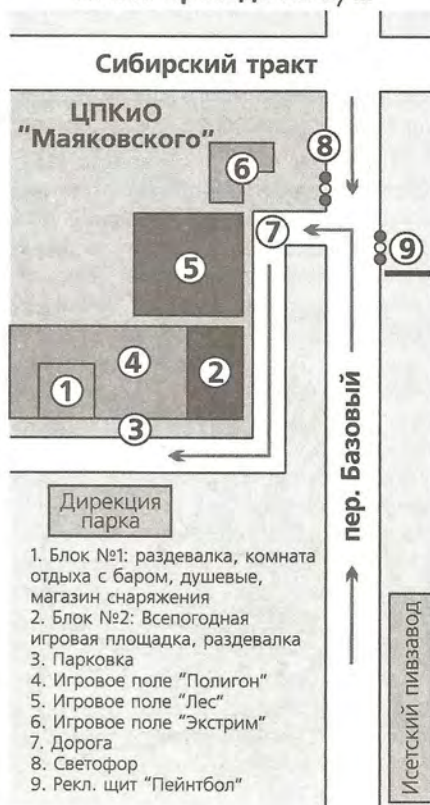 Сибирский тракт
ЦПКиО
"Маяковского"
6
8
7
9
5
4
2
1
3
пер. Базовый
Дирекция
парка
1. Блок №1: раздевалка, комната
отдыха с баром, душевые,
магазин снаряжения
2. Блок №2: Всепогодная
игровая площадка, раздевалка
3. Парковка
4. Игровое поле "Полигон"
5. Игровое поле "Лес"
6. Игровое поле "Экстрим"
7. Дорога
8. Светофор
9. Рекл. щит "Пейнтбол"
Исетский пивзавод